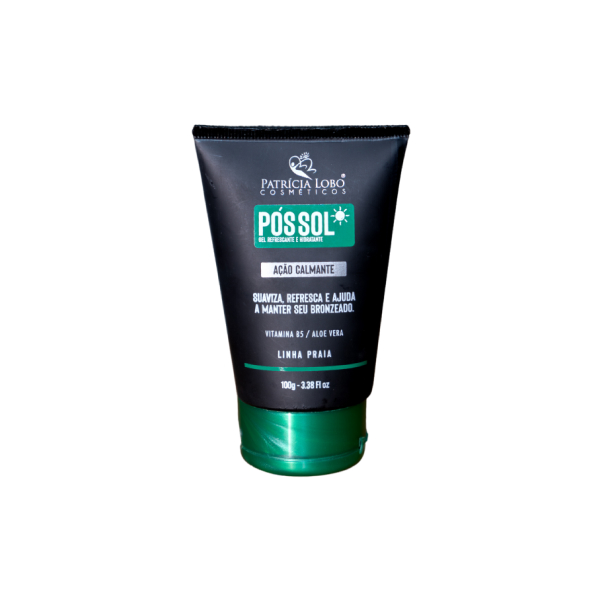 PATRÍCIA LOBO®
COSMÉTICOS
PÓS SOL
GEL REFRESCANTE E HIDRATANTE
AÇÃO CALMANTE
SUAVIZA, REFRESCA E AJUDA
A MANTER SEU BRONZEADO.
VITAMINA B5 / ALOE VERA
LINHA PRAIA
100g - 3.38 Fl oz